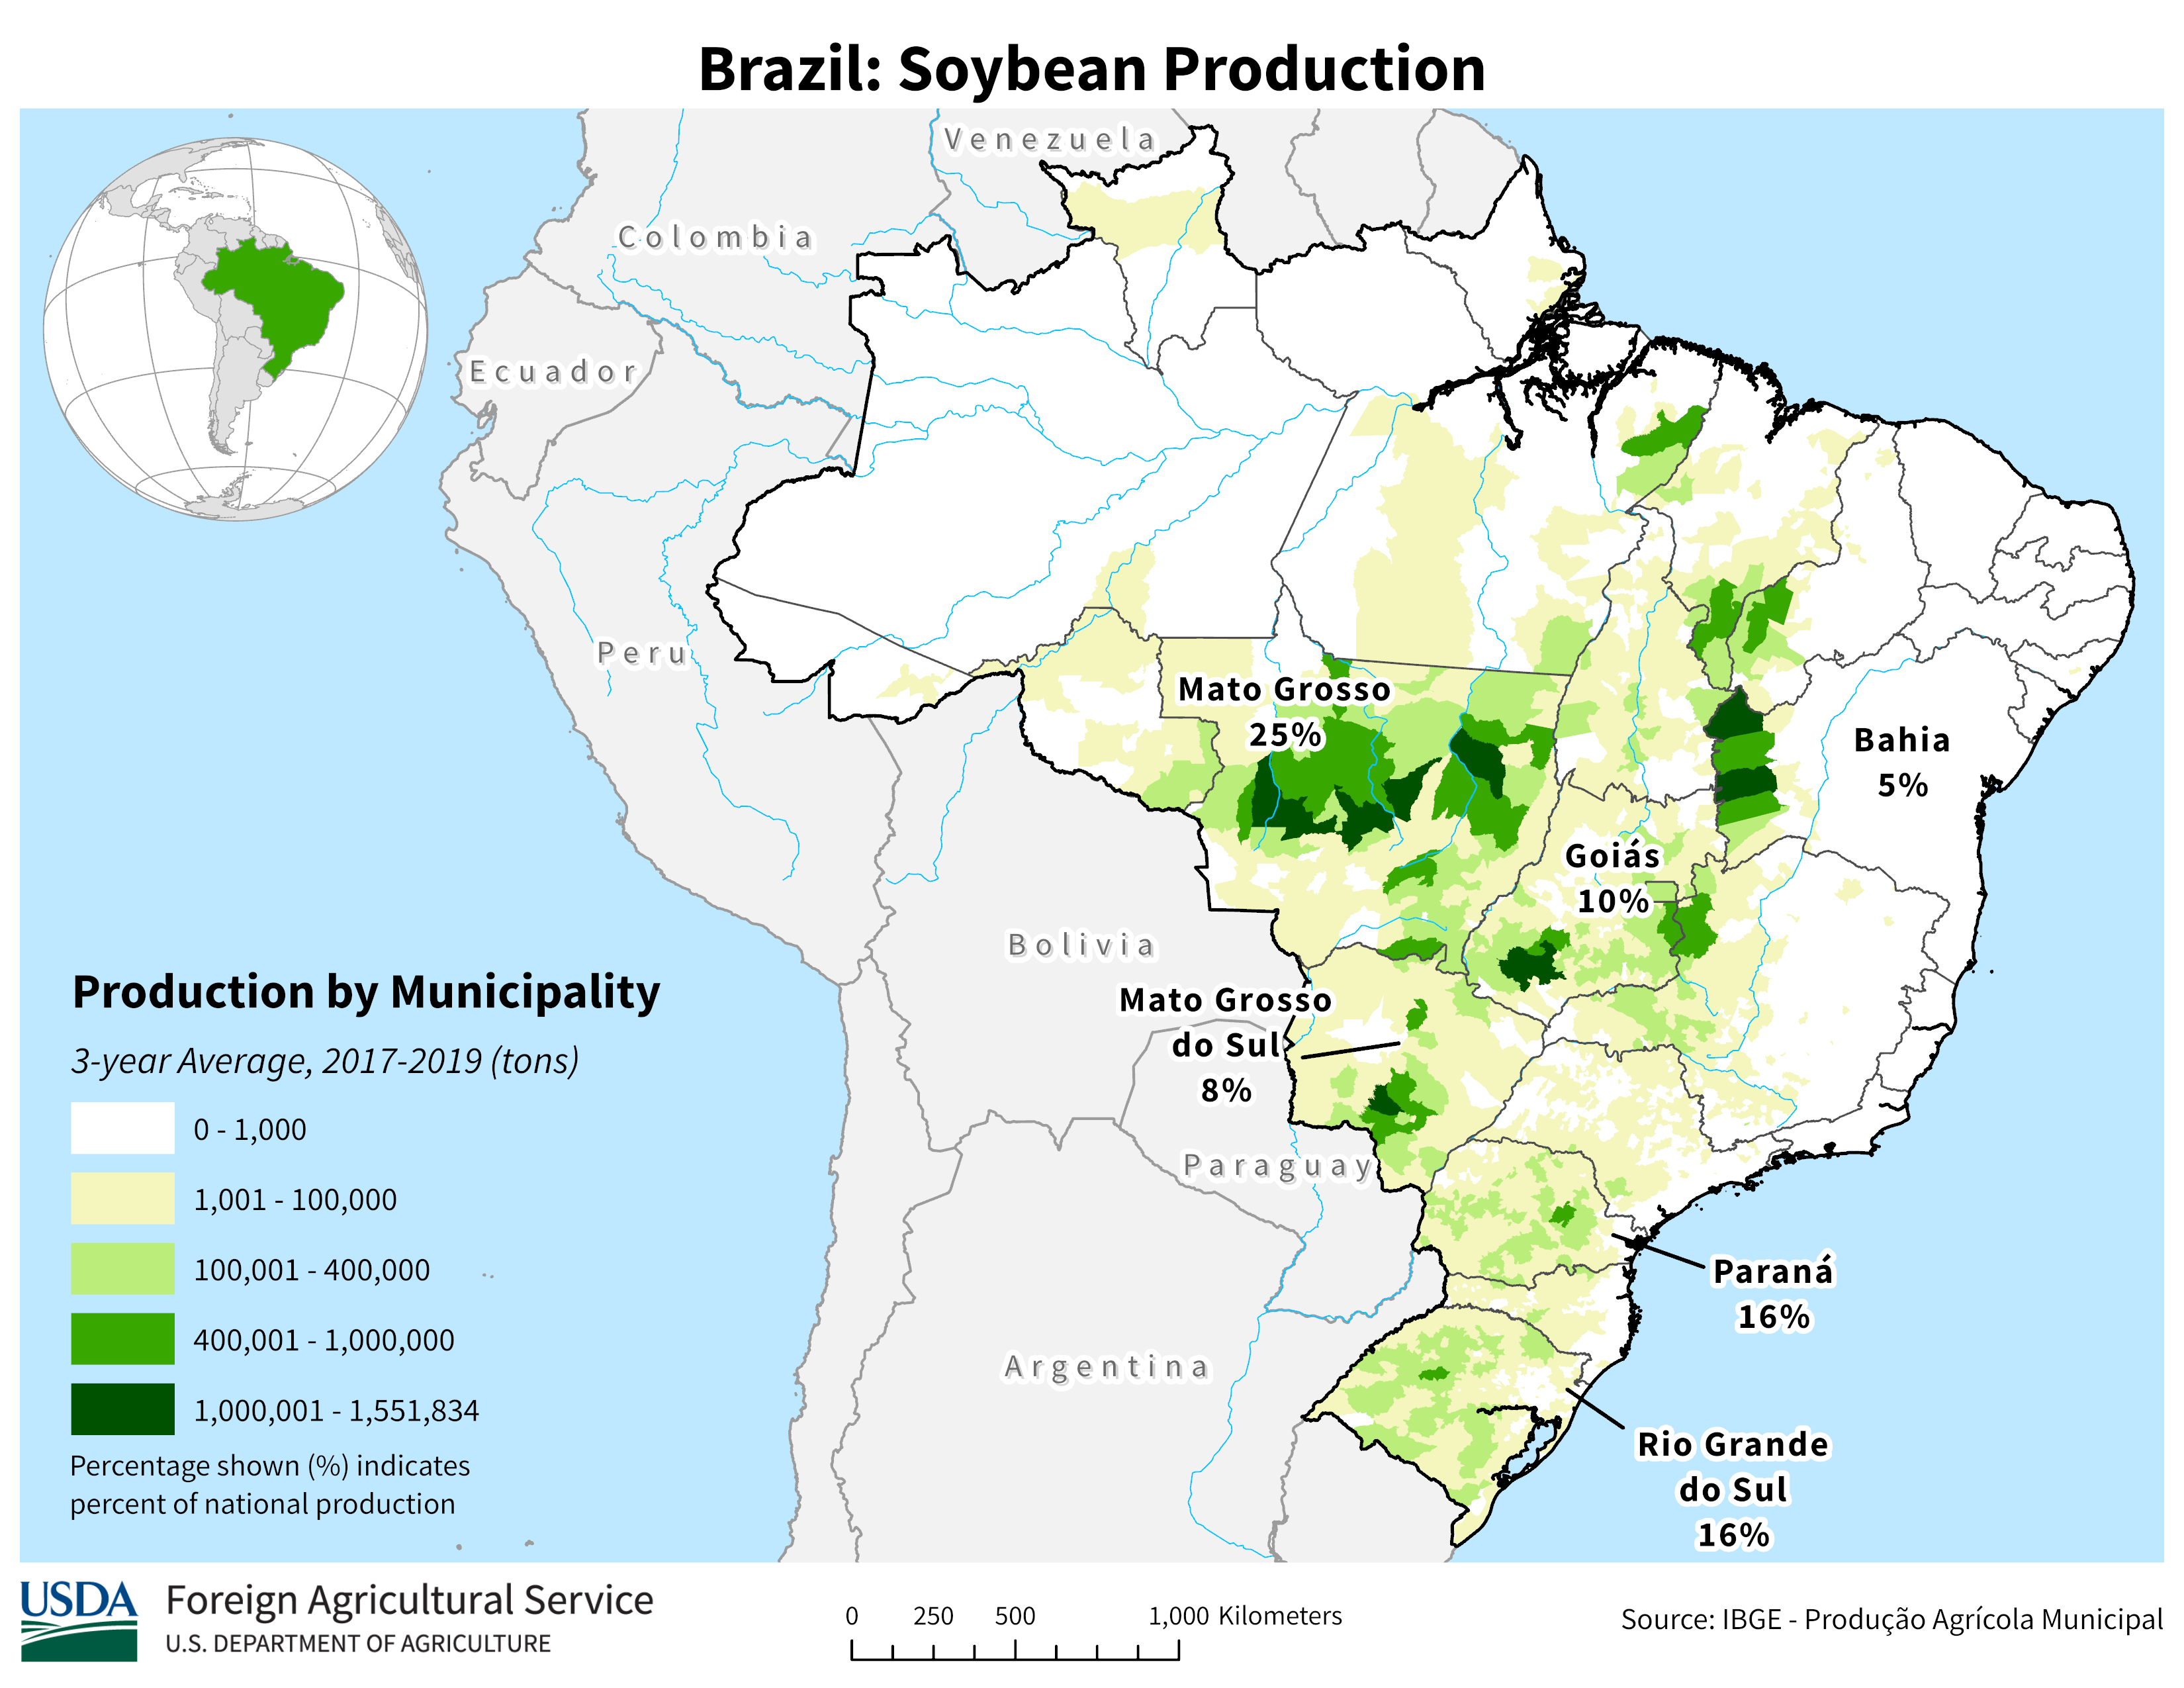 Brazil: Soybean Production
Venezuela
Colombia
Ecuador
Peru
Mato Grosso
25%
Bahia
5%
Goiás
10%
Bolivia
Mato Grosso
do Sul
8%
Paraguay
Paraná
16%
Argentina
Rio Grande
do Sul
16%
Production by Municipality
3-year Average, 2017-2019 (tons)
0 - 1,000
1,001 - 100,000
100,001 - 400,000
400,001 - 1,000,000
1,000,001 - 1,551,834
Percentage shown (%) indicates
percent of national production
USDA
Foreign Agricultural Service
U.S. DEPARTMENT OF AGRICULTURE
0 250 500 1,000 Kilometers
Source: IBGE - Produção Agrícola Municipal